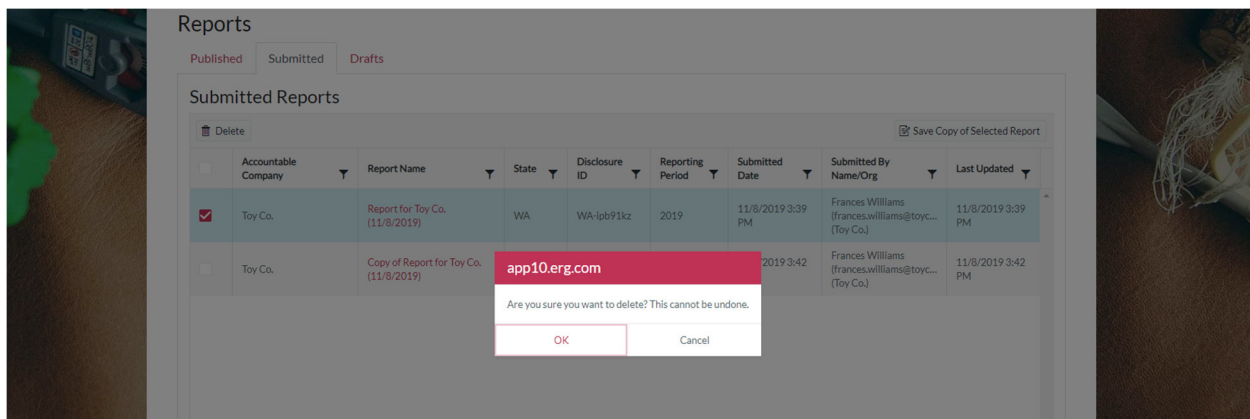 Reports
Published Submitted Drafts
Submitted Reports
Delete Save Copy of Selected Report
Accountable Company Report Name State Disclosure ID Reporting Period Submitted Date Submitted By Name/Org Last Updated
Toy Co. Report for Toy Co. (11/8/2019) WA WA-ipb91kz 2019 11/8/2019 3:39 PM Frances Williams (frances.williams@toyc... (Toy Co.) 11/8/2019 3:39 PM
Toy Co. Copy of Report for Toy Co. (11/8/2019) 2019 3:42 Frances Williams (frances.williams@toyc... (Toy Co.) 11/8/2019 3:42 PM
app10.erg.com
Are you sure you want to delete? This cannot be undone.
OK Cancel